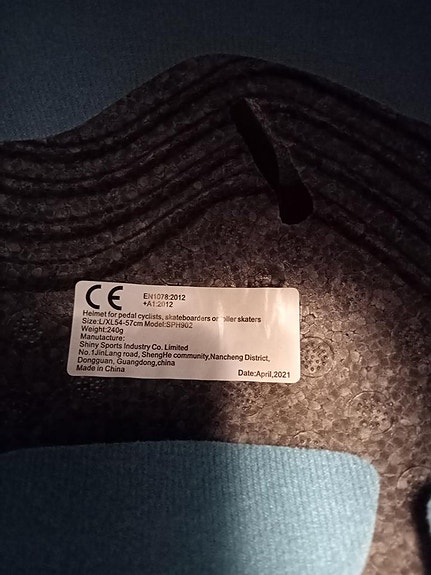 CE EN1078:2012
+A1:2012
Helmet for pedal cyclists, skateboarders or roller skaters
Size:L/XL54-57cm Model:SPH902
Weight:240g
Manufacture:
Shiny Sports Industry Co. Limited
No.1JinLang road, ShengHe community,Nancheng District,
Dongguan, Guangdong,china
Made in China Date:April,2021